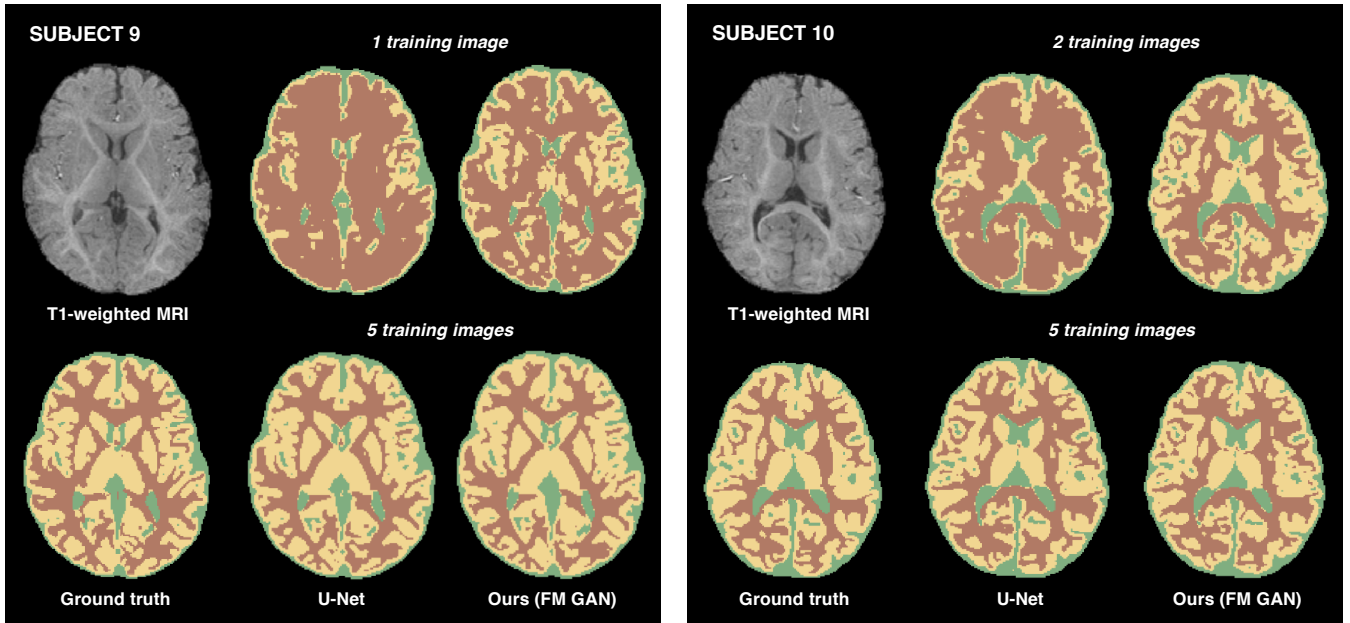 SUBJECT 9
1 training image
T1-weighted MRI
5 training images
Ground truth
U-Net
Ours (FM GAN)
SUBJECT 10
2 training images
T1-weighted MRI
5 training images
Ground truth
U-Net
Ours (FM GAN)